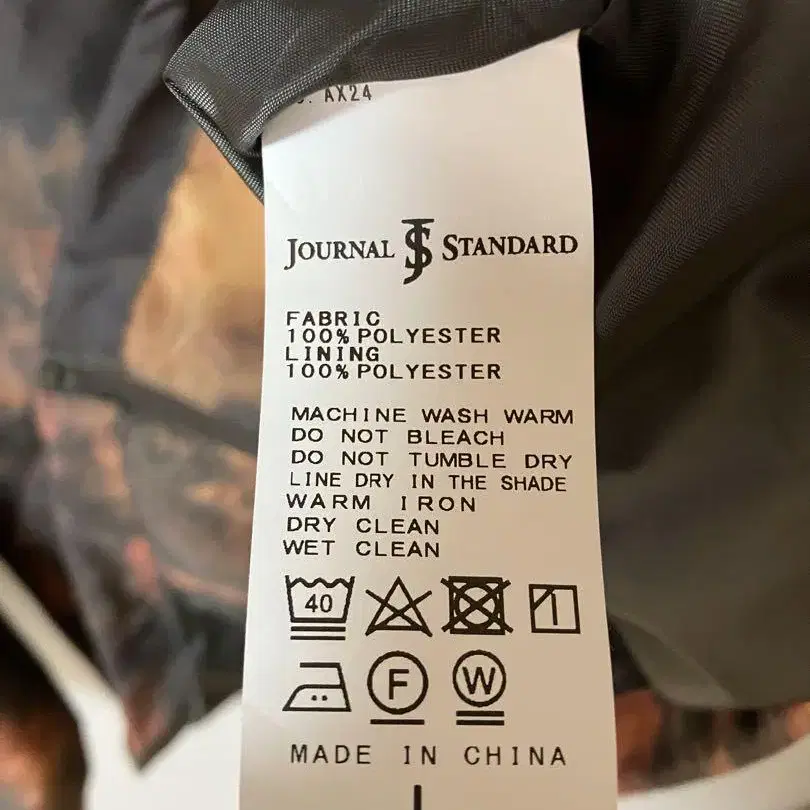 AX24
JOURNAL JS STANDARD
FABRIC
100% POLYESTER
LINING
100% POLYESTER
MACHINE WASH WARM
DO NOT BLEACH
DO NOT TUMBLE DRY
LINE DRY IN THE SHADE
WARM IRON
DRY CLEAN
WET CLEAN
40
F W
MADE IN CHINA